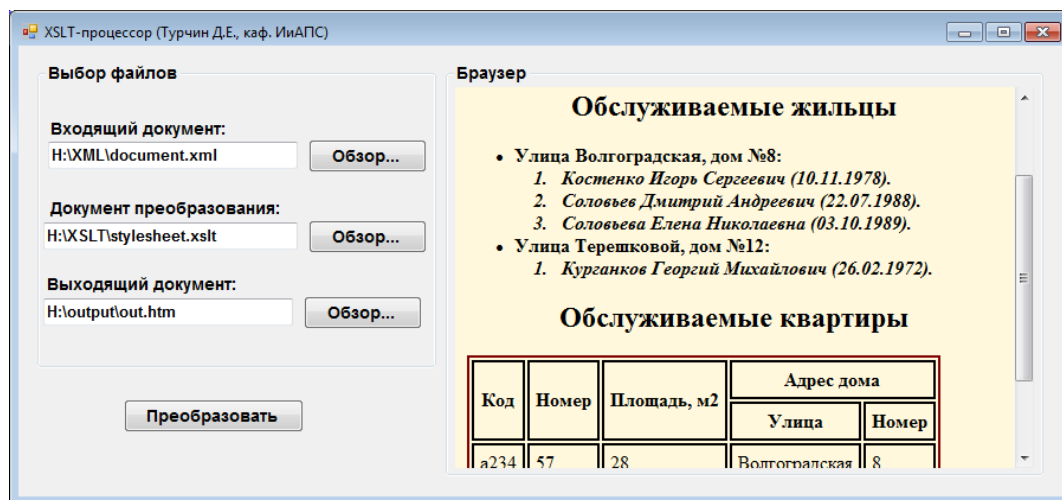 XSLT-процессор (Турчин Д.Е., каф. ИиАПС)
Выбор файлов
Входящий документ:
H:\XML\document.xml
Обзор...
Документ преобразования:
H:\XSLT\stylesheet.xslt
Обзор...
Выходящий документ:
H:\output\out.htm
Обзор...
Преобразовать
Браузер
Обслуживаемые жильцы
• Улица Волгоградская, дом №8:
1. Костенко Игорь Сергеевич (10.11.1978).
2. Соловьев Дмитрий Андреевич (22.07.1988).
3. Соловьева Елена Николаевна (03.10.1989).
• Улица Терешковой, дом №12:
1. Курганков Георгий Михайлович (26.02.1972).
Обслуживаемые квартиры
Код Номер Площадь, м2 Адрес дома
Улица Номер
а234 57 28 Волгоградская 8